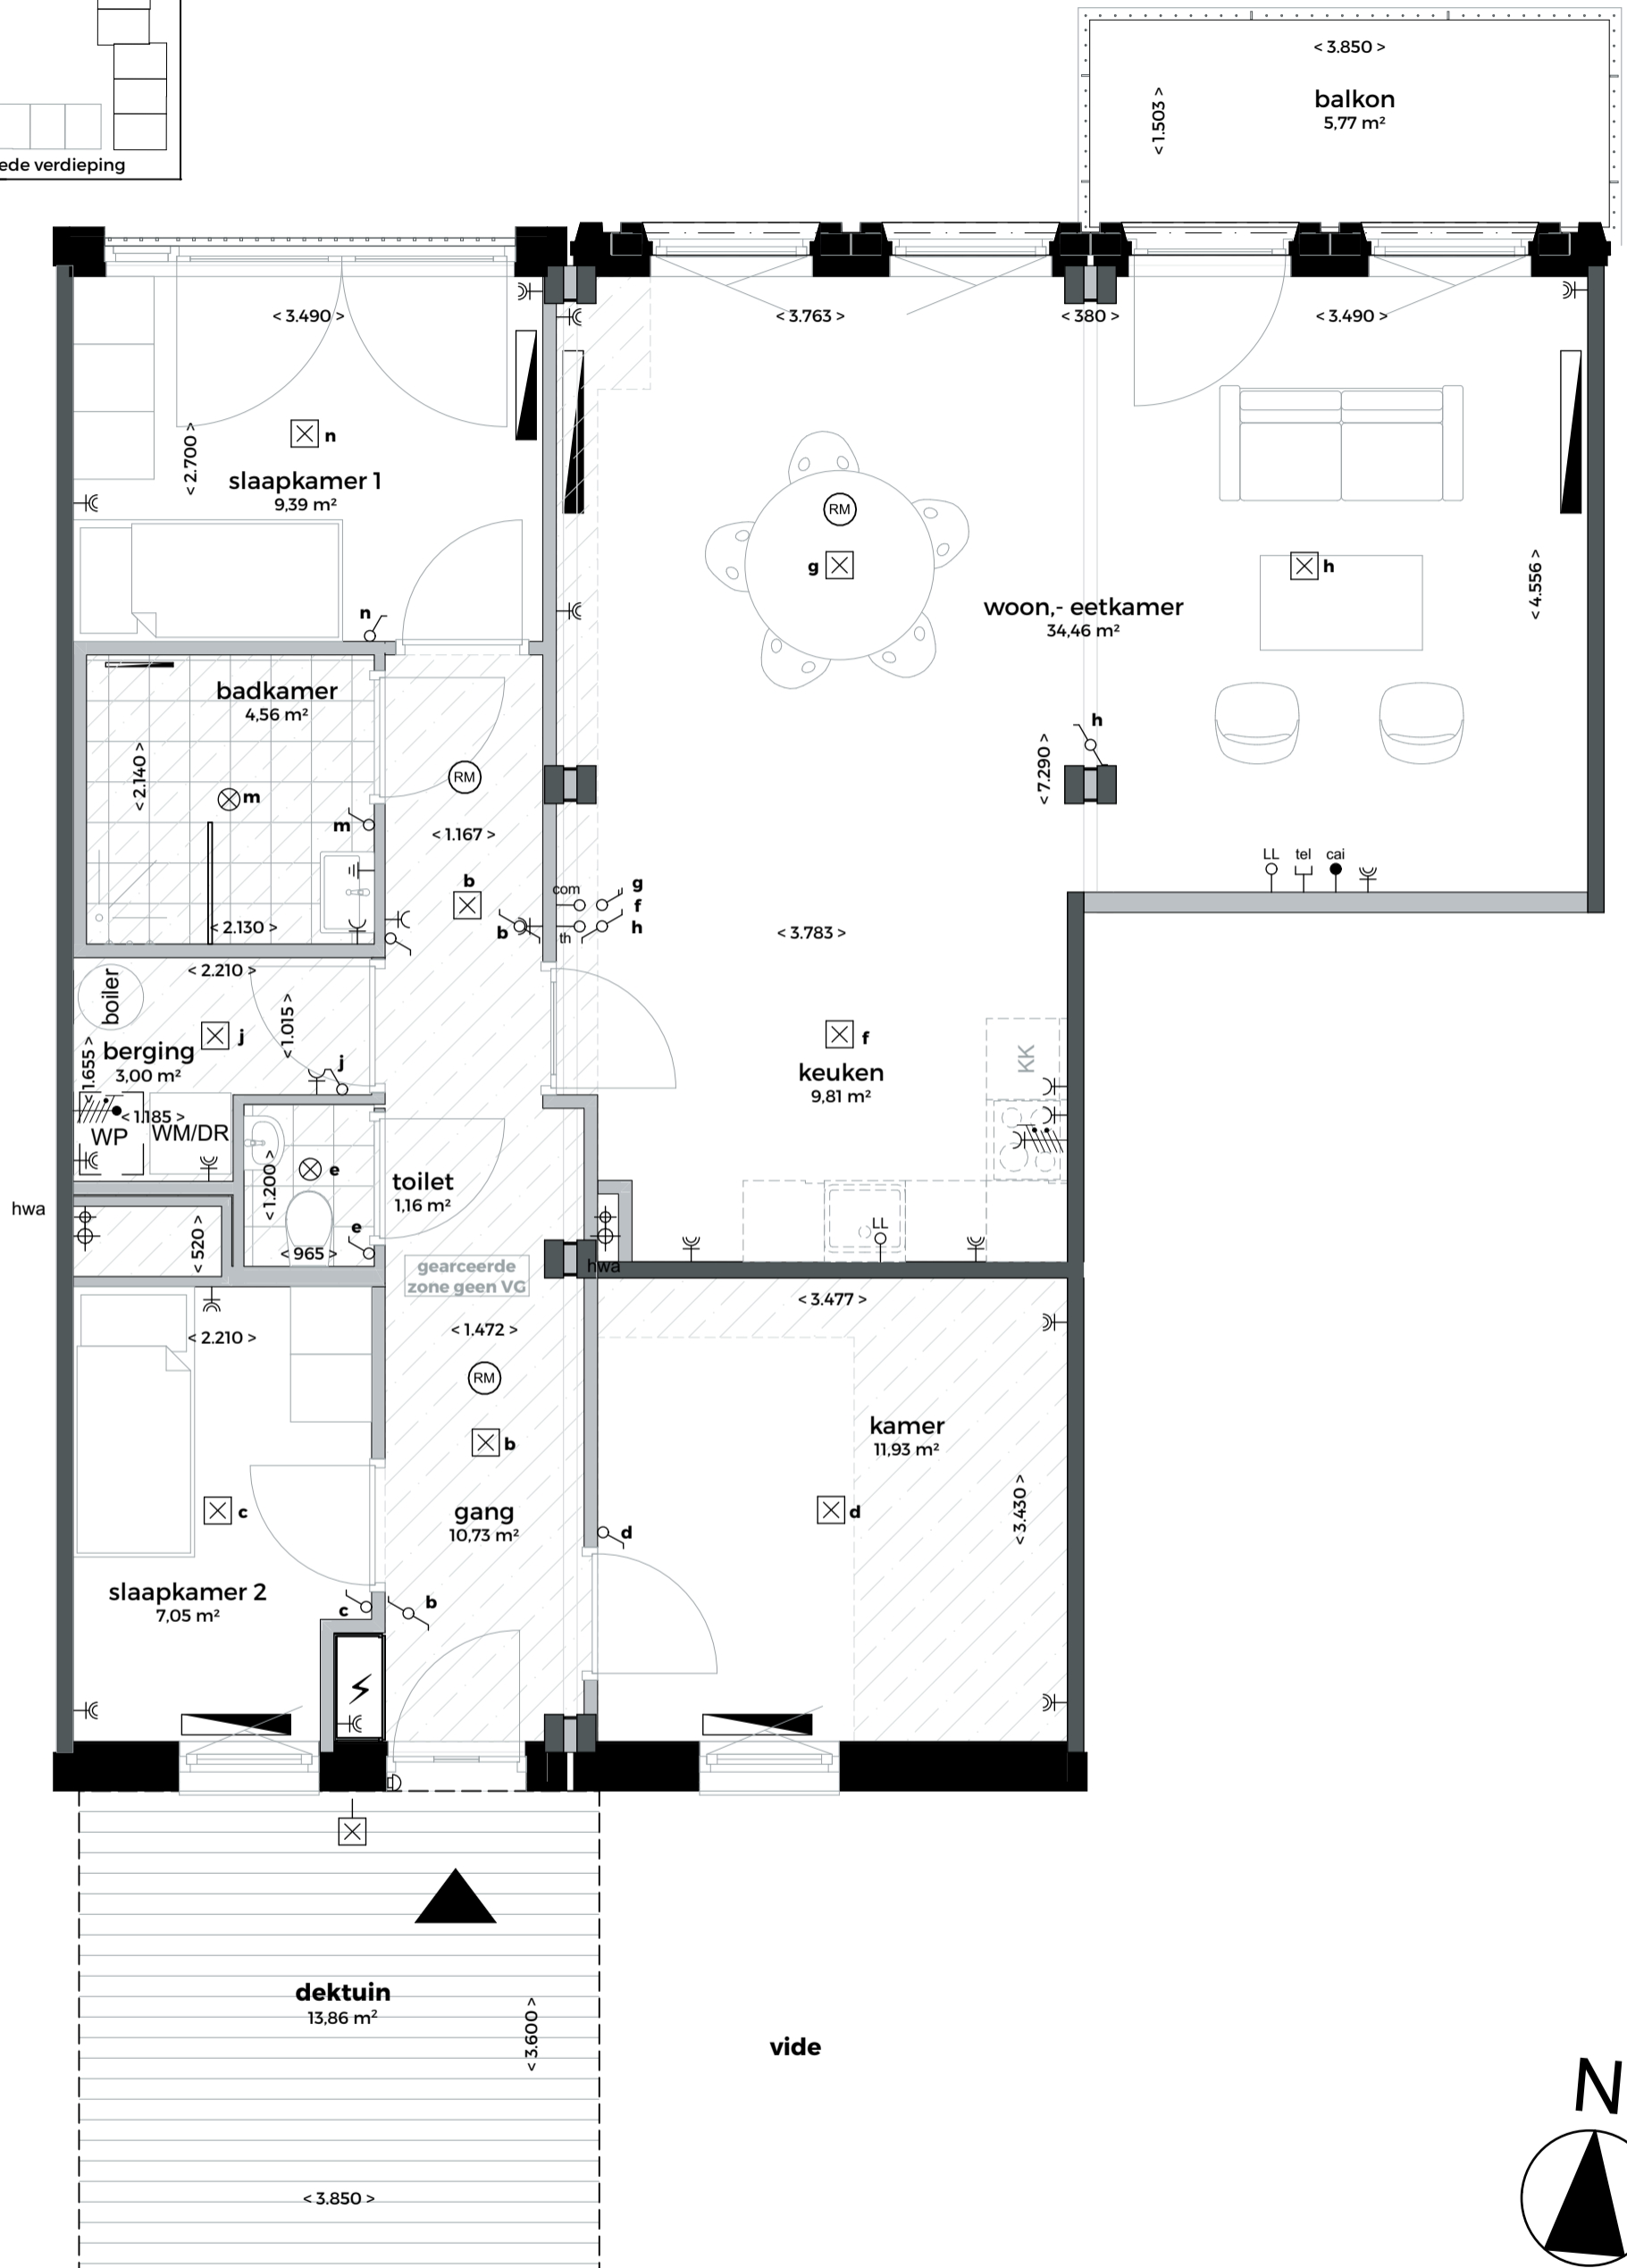 < 3.850 >
balkon
5,77 m²
< 1.503 >
ede verdieping
< 3.490 >
< 3.763 >
< 380 >
< 3.490 >
n
< 2.700 >
slaapkamer 1
9,39 m²
RM
g
h
< 4.556 >
woon,- eetkamer
34,46 m²
n
badkamer
4,56 m²
h
< 2.140 >
RM
< 7.290 >
m
m
< 1.167 >
LL
tel
cai
b
com
g
f
h
b
th
< 2.130 >
< 3.783 >
< 2.210 >
boiler
< 1.015 >
j
f
berging
3,00 m²
< 1.655 >
j
keuken
9,81 m²
KK
< 1.185 >
WP
WM/DR
e
< 1.200 >
toilet
1,16 m²
hwa
LL
e
< 520 >
< 965 >
gearceerde
zone geen VG
hwa
< 3.477 >
< 2.210 >
< 1.472 >
RM
kamer
11,93 m²
b
c
gang
10,73 m²
d
< 3.430 >
d
slaapkamer 2
7,05 m²
c
b
dektuin
13,86 m²
< 3.600 >
vide
N
< 3.850 >